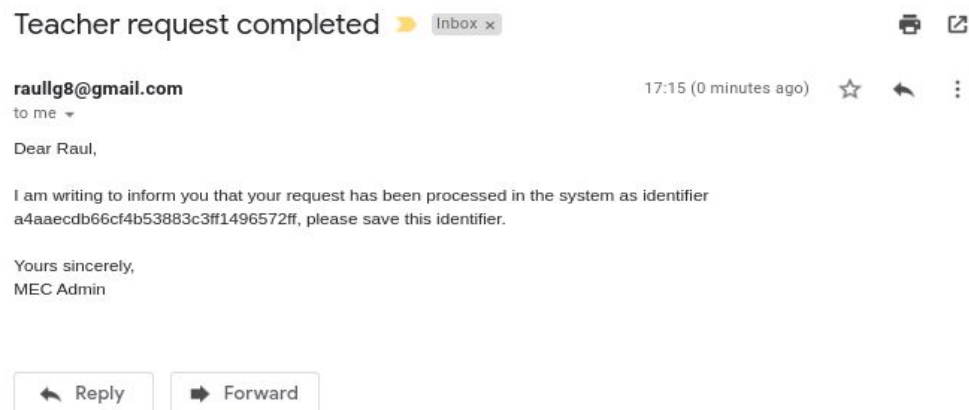 Teacher request completed Inbox ×
raullg8@gmail.com 17:15 (0 minutes ago)
to me
Dear Raul,
I am writing to inform you that your request has been processed in the system as identifier
a4aaecdb66cf4b53883c3ff1496572ff, please save this identifier.
Yours sincerely,
MEC Admin
Reply Forward